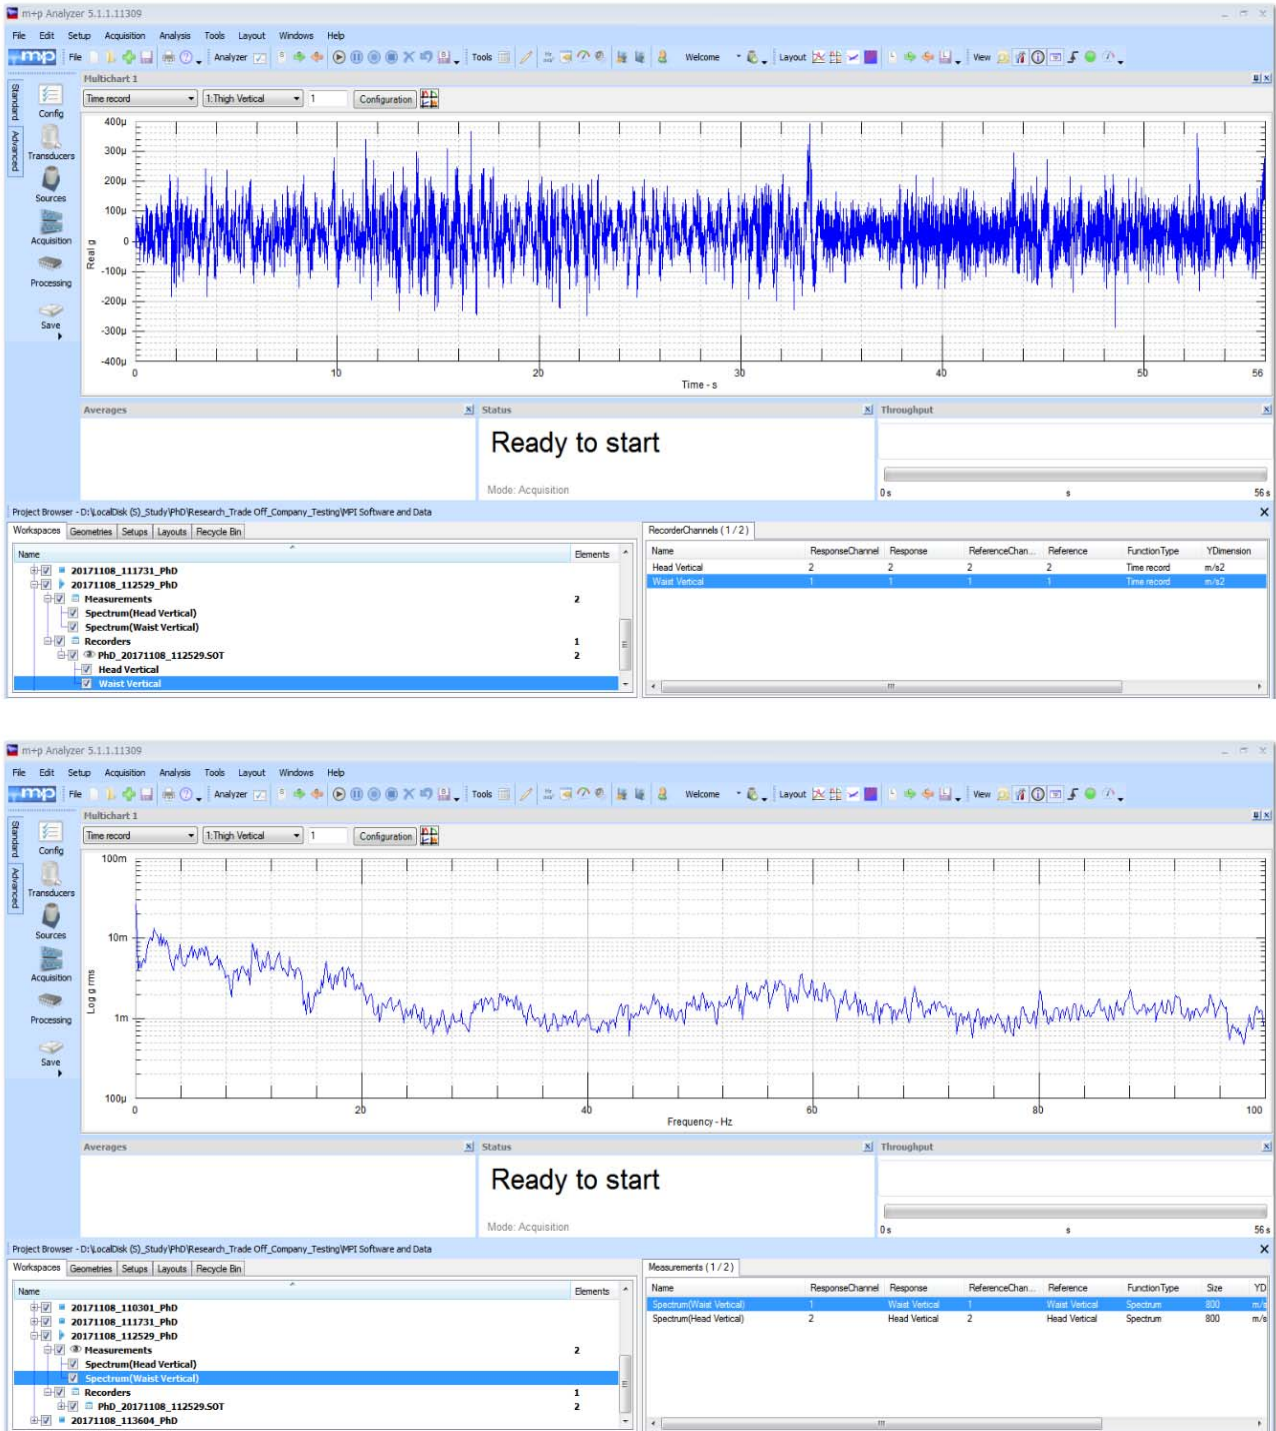 m+p Analyzer 5.1.1.11309
File Edit Setup Acquisition Analysis Tools Layout Windows Help
mp File Analyzer Tools Welcome Layout View
Multichart 1
Standard
Advanced
Time record 1:Thigh Vertical 1 Configuration
Config
Transducers
Sources
Acquisition
Processing
Save
400µ
300µ
200µ
100µ
0
-100µ
-200µ
-300µ
-400µ
Real g
0 10 20 30 40 50 56
Time - s
Averages Status Throughput
Ready to start
Mode: Acquisition
0 s s 56 s
Project Browser - D:\LocalDisk (S)_Study\PhD\Research_Trade Off_Company_Testing\MPI Software and Data
Workspaces Geometries Setups Layouts Recycle Bin
Name Elements
20171108_111731_PhD
20171108_112529_PhD
Measurements 2
Spectrum(Head Vertical)
Spectrum(Waist Vertical)
Recorders 1
PhD_20171108_112529.SOT 2
Head Vertical
Waist Vertical
RecorderChannels ( 1 / 2 )
Name ResponseChannel Response ReferenceChan... Reference FunctionType YDimension
Head Vertical 2 2 2 2 Time record m/s2
Waist Vertical 1 1 1 1 Time record m/s2
m+p Analyzer 5.1.1.11309
File Edit Setup Acquisition Analysis Tools Layout Windows Help
mp File Analyzer Tools Welcome Layout View
Multichart 1
Standard
Advanced
Time record 1:Thigh Vertical 1 Configuration
Config
Transducers
Sources
Acquisition
Processing
Save
100m
10m
1m
100µ
Log g rms
0 20 40 60 80 100
Frequency - Hz
Averages Status Throughput
Ready to start
Mode: Acquisition
0 s s 56 s
Project Browser - D:\LocalDisk (S)_Study\PhD\Research_Trade Off_Company_Testing\MPI Software and Data
Workspaces Geometries Setups Layouts Recycle Bin
Name Elements
20171108_110301_PhD
20171108_111731_PhD
20171108_112529_PhD
Measurements 2
Spectrum(Head Vertical)
Spectrum(Waist Vertical)
Recorders 1
PhD_20171108_112529.SOT 2
20171108_113604_PhD
Measurements ( 1 / 2 )
Name ResponseChannel Response ReferenceChan... Reference FunctionType Size YD
Spectrum(Waist Vertical) 1 Waist Vertical 1 Waist Vertical Spectrum 800 m/s
Spectrum(Head Vertical) 2 Head Vertical 2 Head Vertical Spectrum 800 m/s